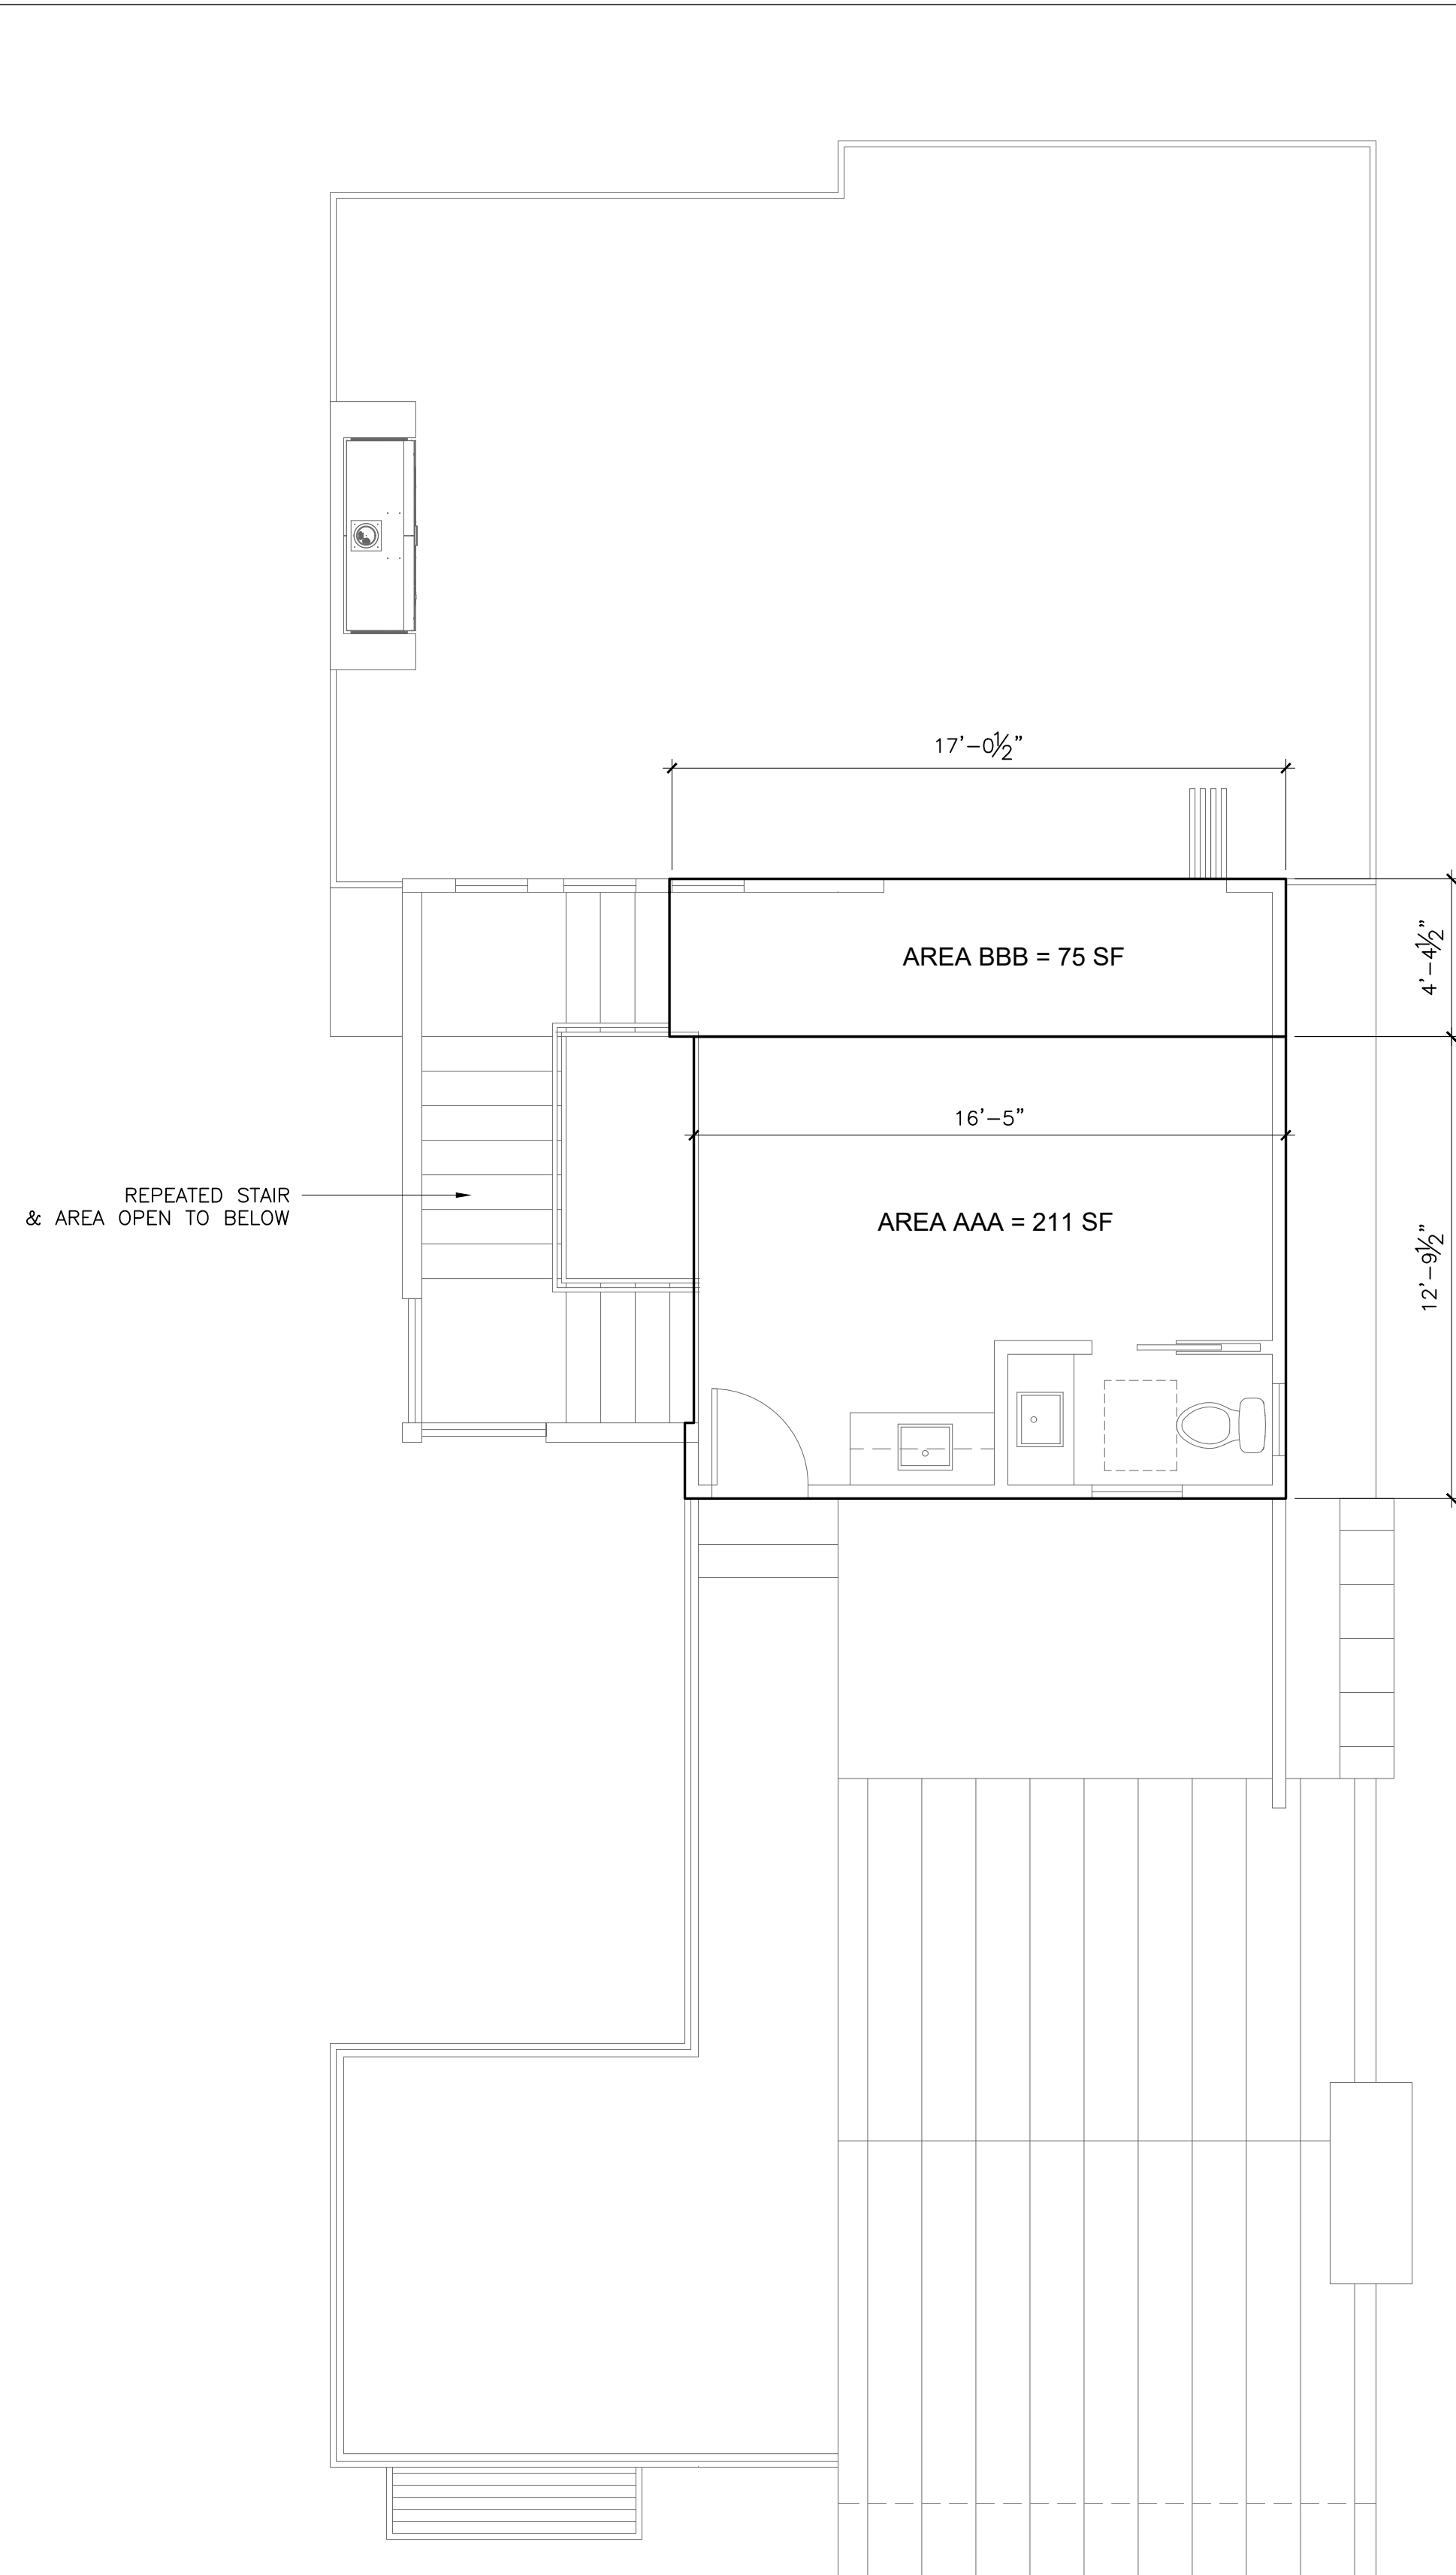 17'-0½"
AREA BBB = 75 SF
4'-4½"
16'-5"
REPEATED STAIR
& AREA OPEN TO BELOW
AREA AAA = 211 SF
12'-9½"